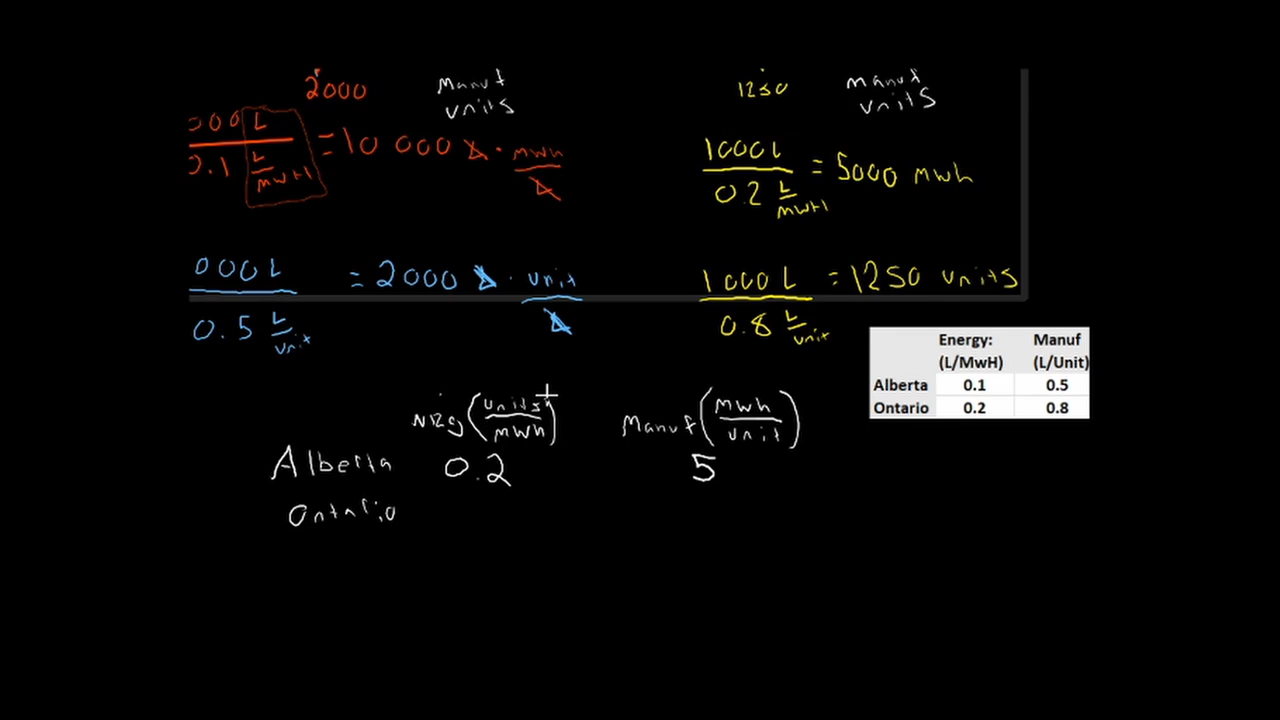 2000 Manuf units
000 L / 0.1 L/MWH = 10 000 L · MWh/L
1250 Manuf units
1000 L / 0.2 L/MWH = 5000 MWh
000 L / 0.5 L/unit = 2000 L · unit/L
1000 L / 0.8 L/unit = 1250 units
Energy: Manuf
(L/MwH) (L/Unit)
Alberta 0.1 0.5
Ontario 0.2 0.8
(units/MWh) Manuf (MWh/unit)
Alberta 0.2 5
Ontario